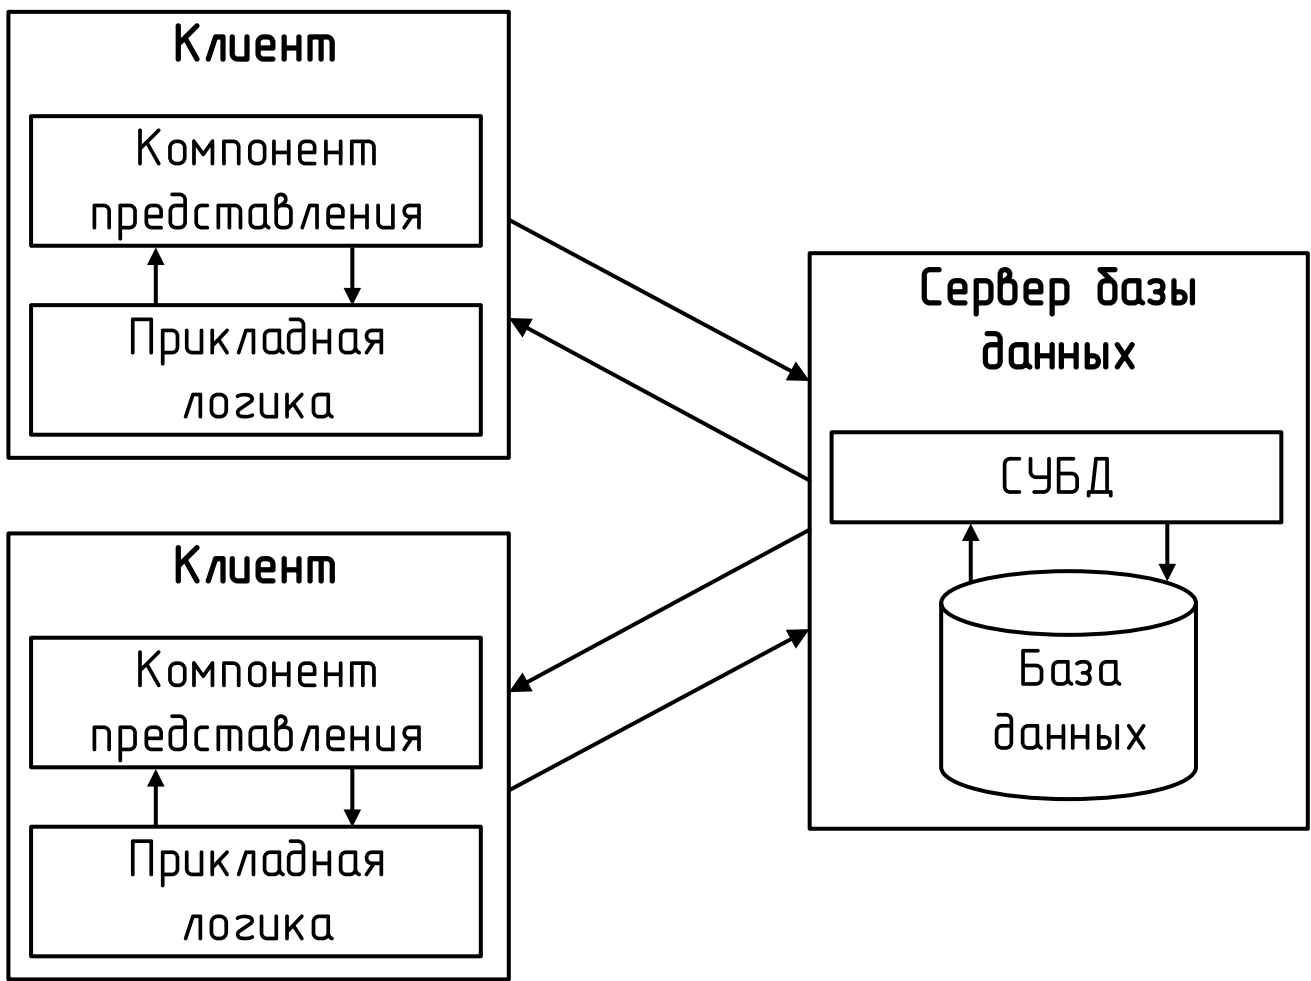 Клиент
Компонент
представления
Прикладная
логика
Клиент
Компонент
представления
Прикладная
логика
Сервер базы
данных
СУБД
База
данных